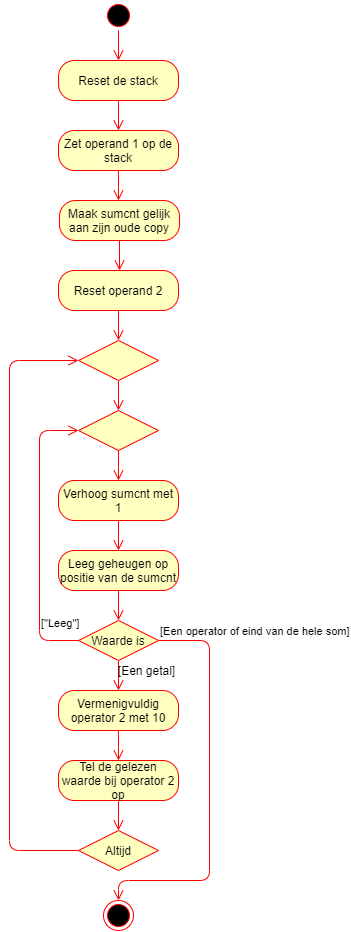 Reset de stack
Zet operand 1 op de
stack
Maak sumcnt gelijk
aan zijn oude copy
Reset operand 2
Verhoog sumcnt met
1
Leeg geheugen op
positie van de sumcnt
["Leeg"]
Waarde is
[Een operator of eind van de hele som]
[Een getal]
Vermenigvuldig
operator 2 met 10
Tel de gelezen
waarde bij operator 2
op
Altijd